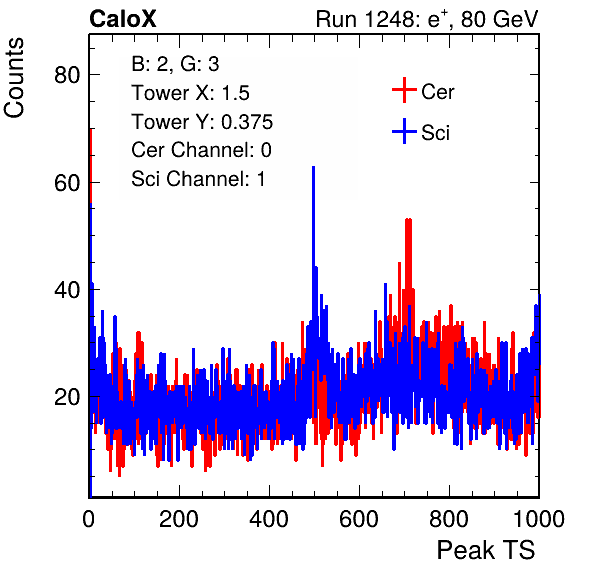 CaloX Run 1248: e+, 80 GeV
B: 2, G: 3
Tower X: 1.5
Tower Y: 0.375
Cer Channel: 0
Sci Channel: 1
Cer
Sci
Counts
80
60
40
20
0 200 400 600 800 1000
Peak TS